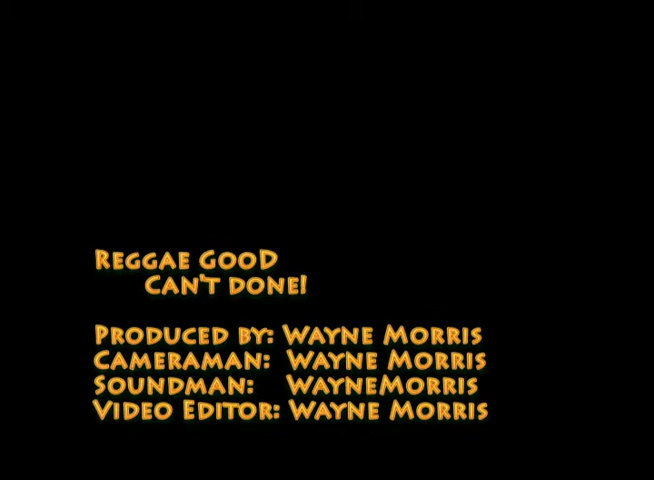 Reggae GooD
Can't done!
Produced by: Wayne Morris
Cameraman: Wayne Morris
Soundman: WayneMorris
Video Editor: Wayne Morris